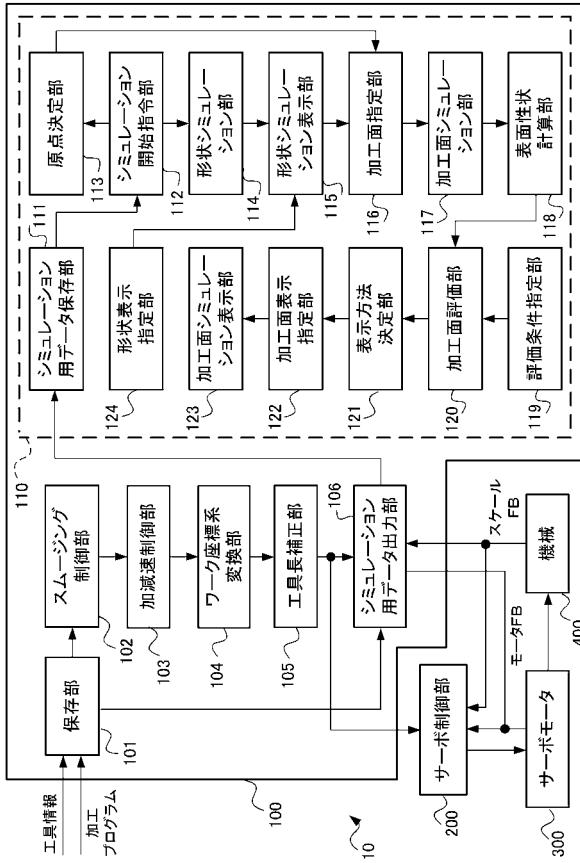 工具情報
加工
プログラム
保存部
101
スムージング
制御部
102
加減速制御部
103
ワーク座標系
変換部
104
工具長補正部
105
シミュレーション
用データ出力部
106
100
10
サーボ制御部
200
サーボモータ
300
機械
400
モータFB
スケール
FB
110
シミュレーション
用データ保存部
111
形状表示
指定部
124
加工面シミュレー
ション表示部
123
加工面表示
指定部
122
表示方法
決定部
121
加工面評価部
120
評価条件指定部
119
原点決定部
113
シミュレーション
開始指令部
112
形状シミュレー
ション部
114
形状シミュレー
ション表示部
115
加工面指定部
116
加工面シミュレー
ション部
117
表面性状
計算部
118